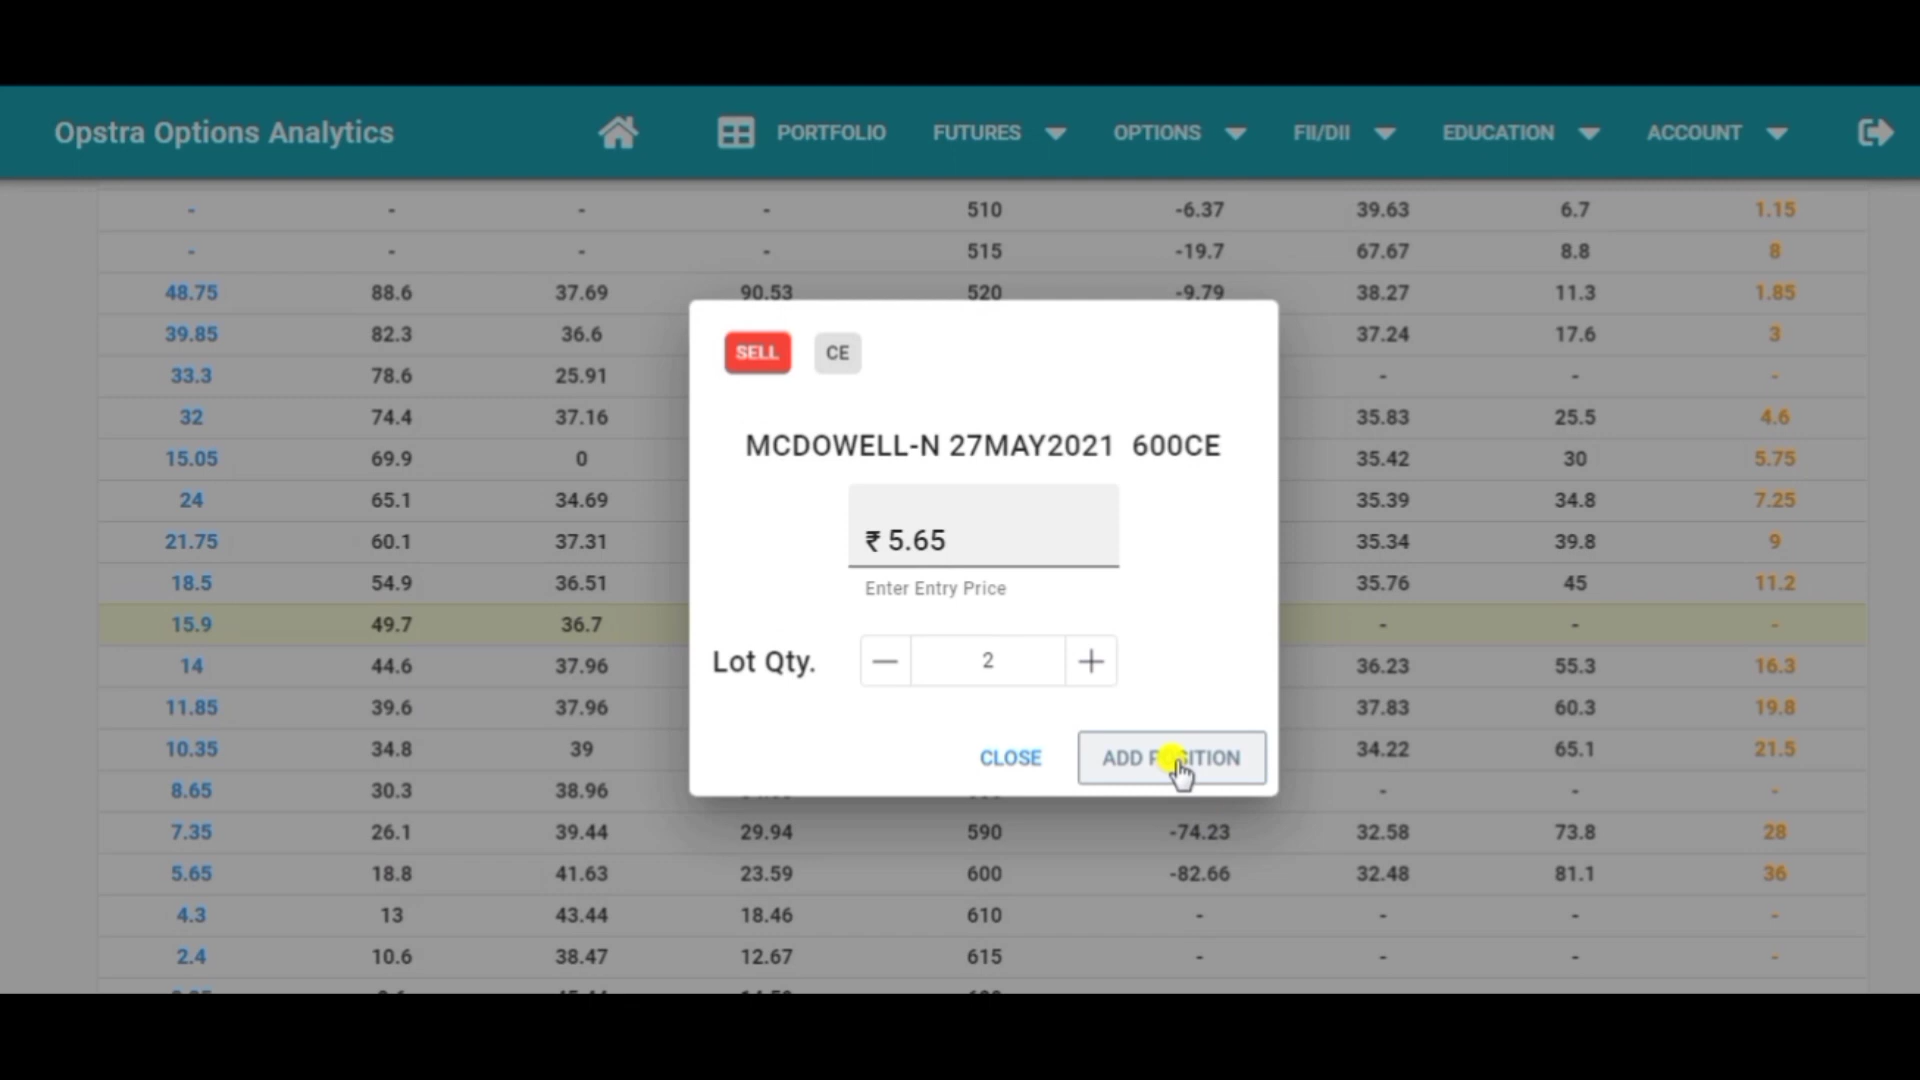 Opstra Options Analytics PORTFOLIO FUTURES OPTIONS FII/DII EDUCATION ACCOUNT
- - - - 510 -6.37 39.63 6.7 1.15
- - - - 515 -19.7 67.67 8.8 8
48.75 88.6 37.69 90.53 520 -9.79 38.27 11.3 1.85
39.85 82.3 36.6 37.24 17.6 3
33.3 78.6 25.91 - - -
32 74.4 37.16 35.83 25.5 4.6
15.05 69.9 0 35.42 30 5.75
24 65.1 34.69 35.39 34.8 7.25
21.75 60.1 37.31 35.34 39.8 9
18.5 54.9 36.51 35.76 45 11.2
15.9 49.7 36.7 - - -
14 44.6 37.96 36.23 55.3 16.3
11.85 39.6 37.96 37.83 60.3 19.8
10.35 34.8 39 34.22 65.1 21.5
8.65 30.3 38.96 - - -
7.35 26.1 39.44 29.94 590 -74.23 32.58 73.8 28
5.65 18.8 41.63 23.59 600 -82.66 32.48 81.1 36
4.3 13 43.44 18.46 610 - - - -
2.4 10.6 38.47 12.67 615 - - - -
SELL CE
MCDOWELL-N 27MAY2021 600CE
₹ 5.65
Enter Entry Price
Lot Qty. — 2 +
CLOSE ADD POSITION